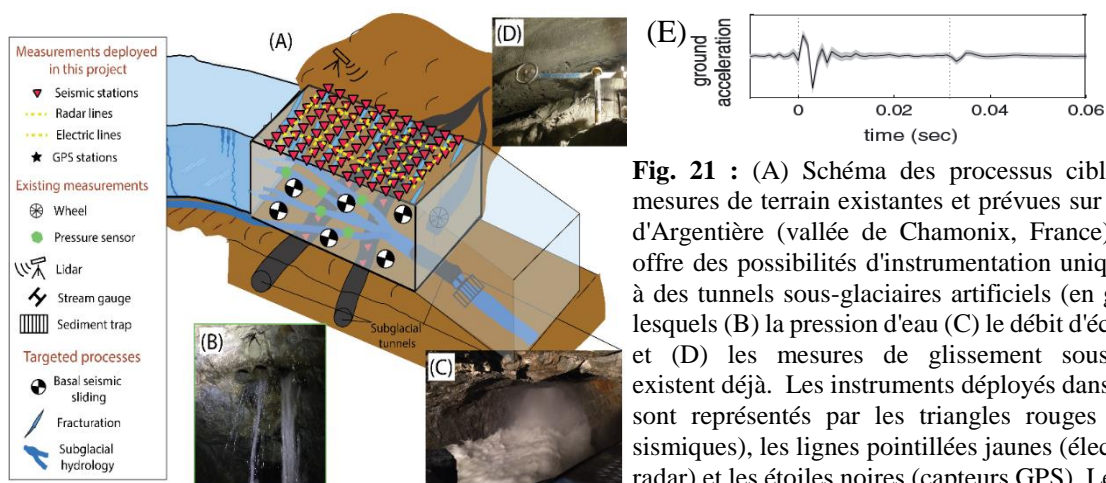 Measurements deployed
in this project
Seismic stations
Radar lines
Electric lines
GPS stations
Existing measurements
Wheel
Pressure sensor
Lidar
Stream gauge
Sediment trap
Targeted processes
Basal seismic
sliding
Fracturation
Subglacial
hydrology
(A)
Subglacial
tunnels
(B)
(C)
(D)
(E)
ground
acceleration
0
0.02
0.04
0.06
time (sec)
Fig. 21 : (A) Schéma des processus cibl
mesures de terrain existantes et prévues sur
d'Argentière (vallée de Chamonix, France)
offre des possibilités d'instrumentation uniq
à des tunnels sous-glaciaires artificiels (en g
lesquels (B) la pression d'eau (C) le débit d'éc
et (D) les mesures de glissement sous
existent déjà. Les instruments déployés dans
sont représentés par les triangles rouges
sismiques), les lignes pointillées jaunes (élec
radar) et les étoiles noires (capteurs GPS). Le